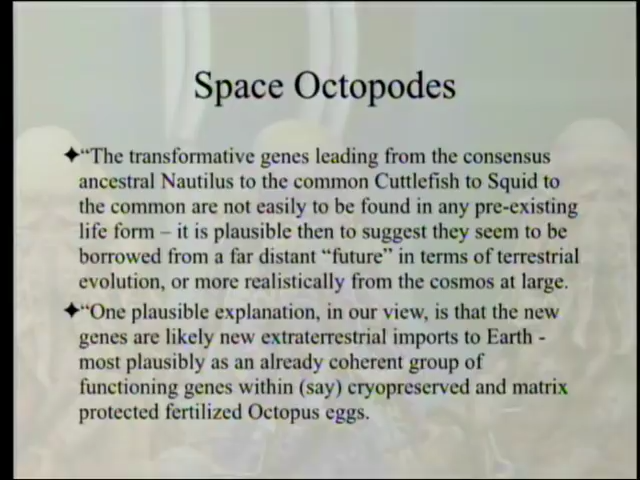 Space Octopodes
“The transformative genes leading from the consensus
ancestral Nautilus to the common Cuttlefish to Squid to
the common are not easily to be found in any pre-existing
life form – it is plausible then to suggest they seem to be
borrowed from a far distant “future” in terms of terrestrial
evolution, or more realistically from the cosmos at large.
“One plausible explanation, in our view, is that the new
genes are likely new extraterrestrial imports to Earth -
most plausibly as an already coherent group of
functioning genes within (say) cryopreserved and matrix
protected fertilized Octopus eggs.